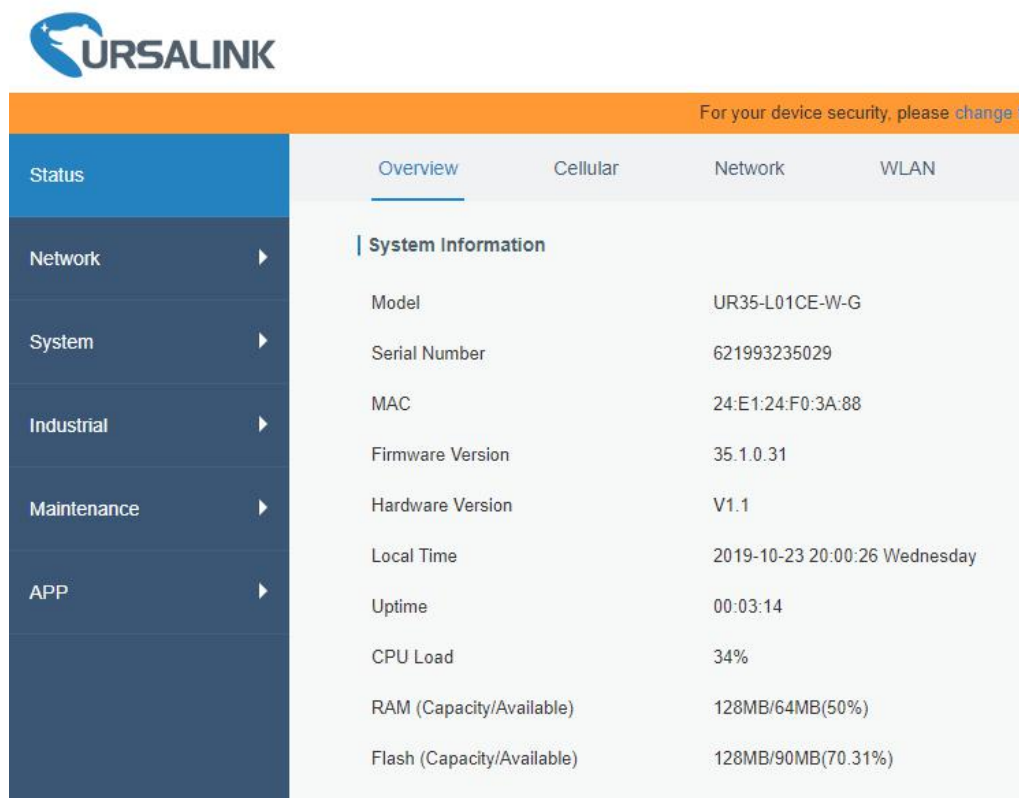 URSALINK
For your device security, please change
Status
Overview Cellular Network WLAN
System Information
Network
Model UR35-L01CE-W-G
System
Serial Number 621993235029
MAC 24:E1:24:F0:3A:88
Industrial
Firmware Version 35.1.0.31
Maintenance
Hardware Version V1.1
Local Time 2019-10-23 20:00:26 Wednesday
APP
Uptime 00:03:14
CPU Load 34%
RAM (Capacity/Available) 128MB/64MB(50%)
Flash (Capacity/Available) 128MB/90MB(70.31%)